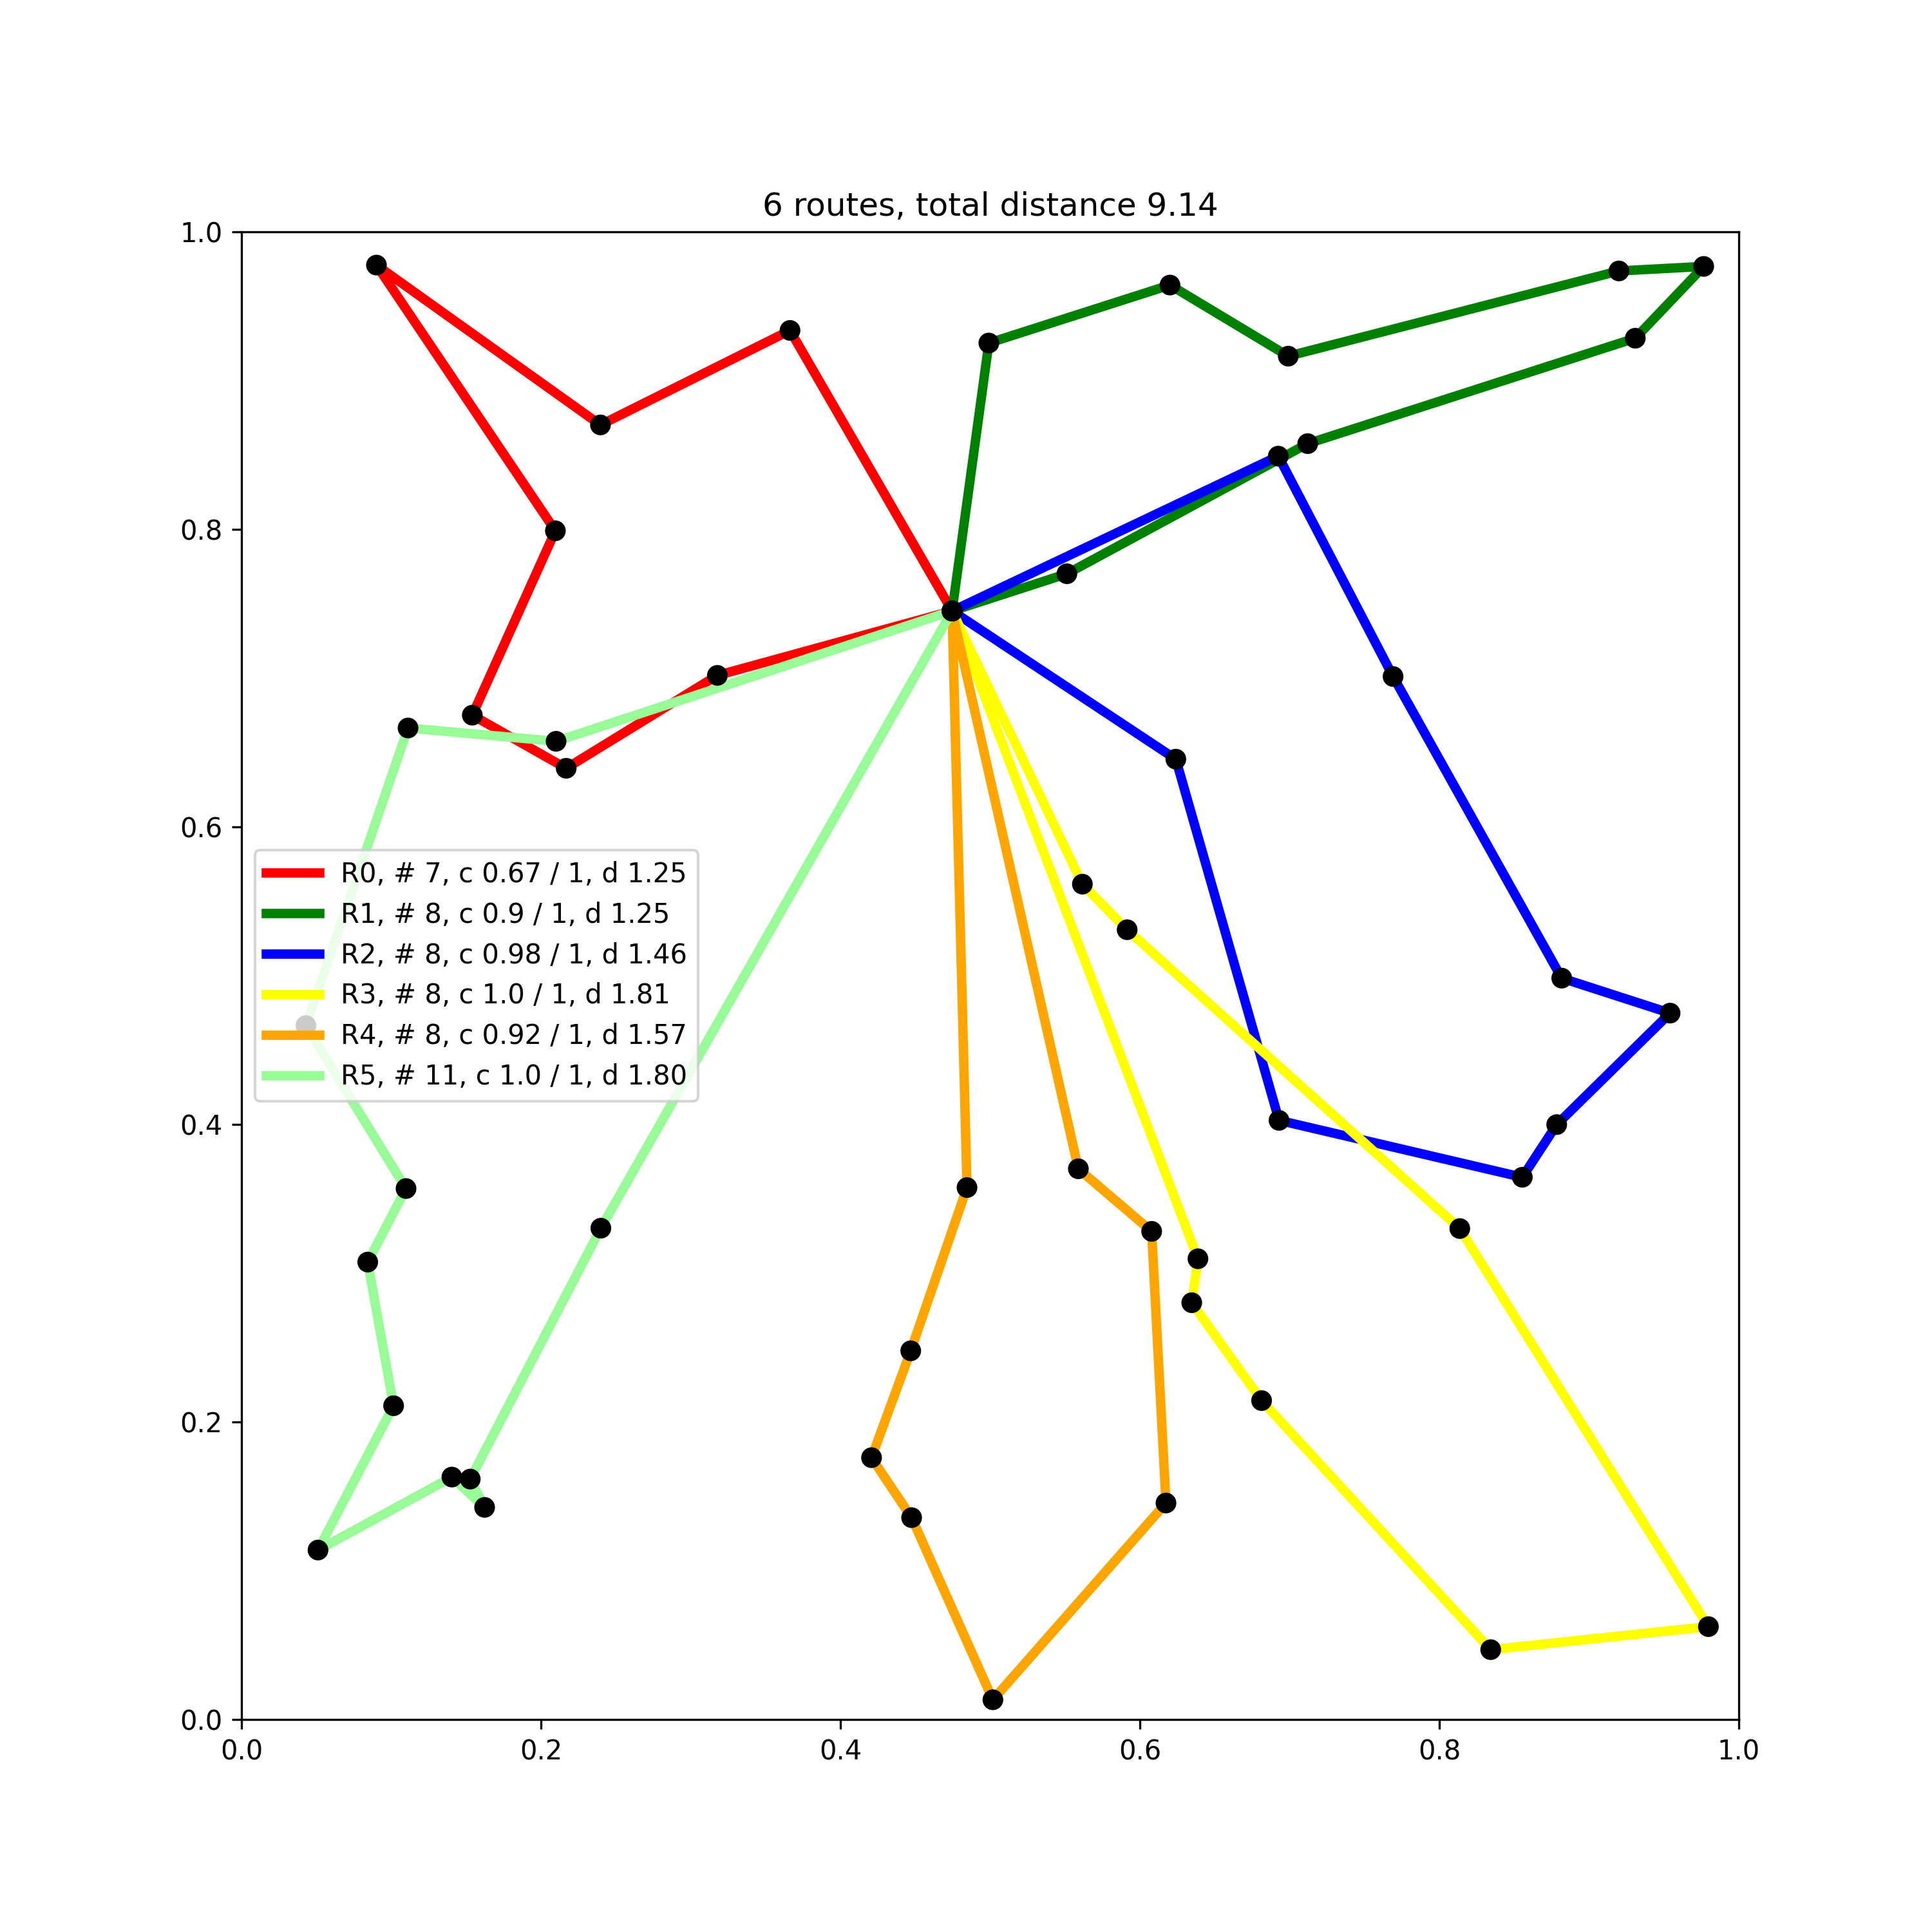 6 routes, total distance 9.14
1.0
0.8
0.6
0.4
0.2
0.0
R0, # 7, c 0.67 / 1, d 1.25
R1, # 8, c 0.9 / 1, d 1.25
R2, # 8, c 0.98 / 1, d 1.46
R3, # 8, c 1.0 / 1, d 1.81
R4, # 8, c 0.92 / 1, d 1.57
R5, # 11, c 1.0 / 1, d 1.80
0.0 0.2 0.4 0.6 0.8 1.0